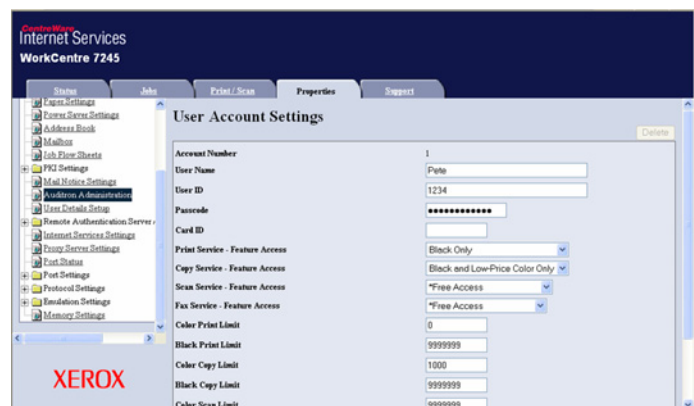 CentreWare
Internet Services
WorkCentre 7245
Status Jobs Print / Scan Properties Support
Paper Settings
Power Saver Settings
Address Book
Mailbox
Job Flow Sheets
PKI Settings
Mail Notice Settings
Auditron Administration
User Details Setup
Remote Authentication Server
Internet Services Settings
Proxy Server Settings
Port Status
Port Settings
Protocol Settings
Emulation Settings
Memory Settings
XEROX
User Account Settings
Delete
Account Number 1
User Name Pete
User ID 1234
Passcode ●●●●●●●●●●●●
Card ID
Print Service - Feature Access Black Only
Copy Service - Feature Access Black and Low-Price Color Only
Scan Service - Feature Access *Free Access
Fax Service - Feature Access *Free Access
Color Print Limit 0
Black Print Limit 9999999
Color Copy Limit 1000
Black Copy Limit 9999999
Color Scan Limit 9999999